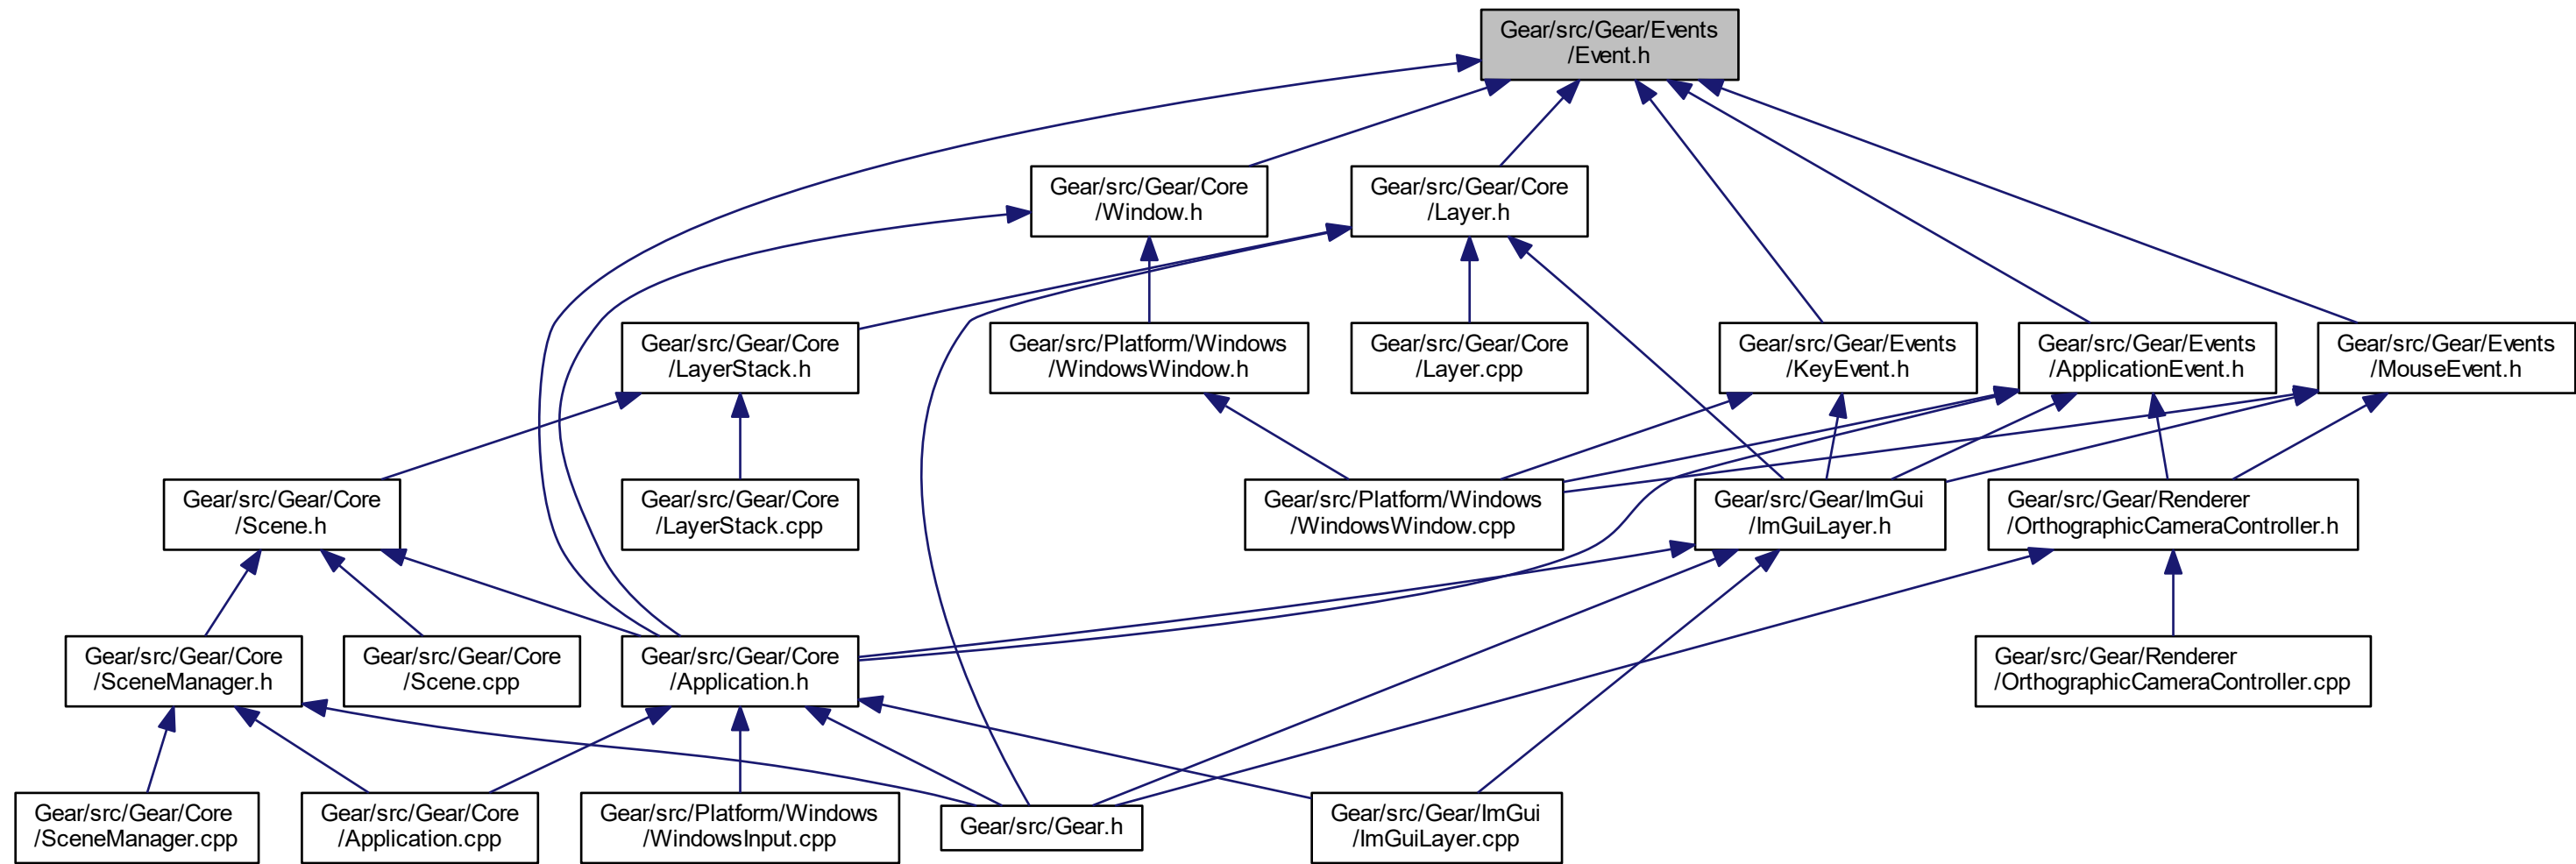 Gear/src/Gear/Events
/Event.h
Gear/src/Gear/Core
/Window.h
Gear/src/Gear/Core
/Layer.h
Gear/src/Gear/Core
/LayerStack.h
Gear/src/Platform/Windows
/WindowsWindow.h
Gear/src/Gear/Core
/Layer.cpp
Gear/src/Gear/Events
/KeyEvent.h
Gear/src/Gear/Events
/ApplicationEvent.h
Gear/src/Gear/Events
/MouseEvent.h
Gear/src/Gear/Core
/Scene.h
Gear/src/Gear/Core
/LayerStack.cpp
Gear/src/Platform/Windows
/WindowsWindow.cpp
Gear/src/Gear/ImGui
/ImGuiLayer.h
Gear/src/Gear/Renderer
/OrthographicCameraController.h
Gear/src/Gear/Core
/SceneManager.h
Gear/src/Gear/Core
/Scene.cpp
Gear/src/Gear/Core
/Application.h
Gear/src/Gear/Renderer
/OrthographicCameraController.cpp
Gear/src/Gear/Core
/SceneManager.cpp
Gear/src/Gear/Core
/Application.cpp
Gear/src/Platform/Windows
/WindowsInput.cpp
Gear/src/Gear.h
Gear/src/Gear/ImGui
/ImGuiLayer.cpp